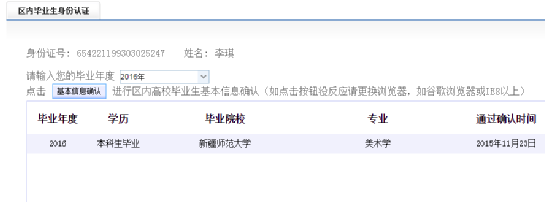 区内毕业生身份认证
身份证号: 654221199303025247 姓名: 李琪
请输入您的毕业年度 2016年
点击 基本信息确认 进行区内高校毕业生基本信息确认（如点击按钮没反应请更换浏览器，如谷歌浏览器或IE8以上）
毕业年度 学历 毕业院校 专业 通过确认时间
2016 本科生毕业 新疆师范大学 美术学 2015年11月23日